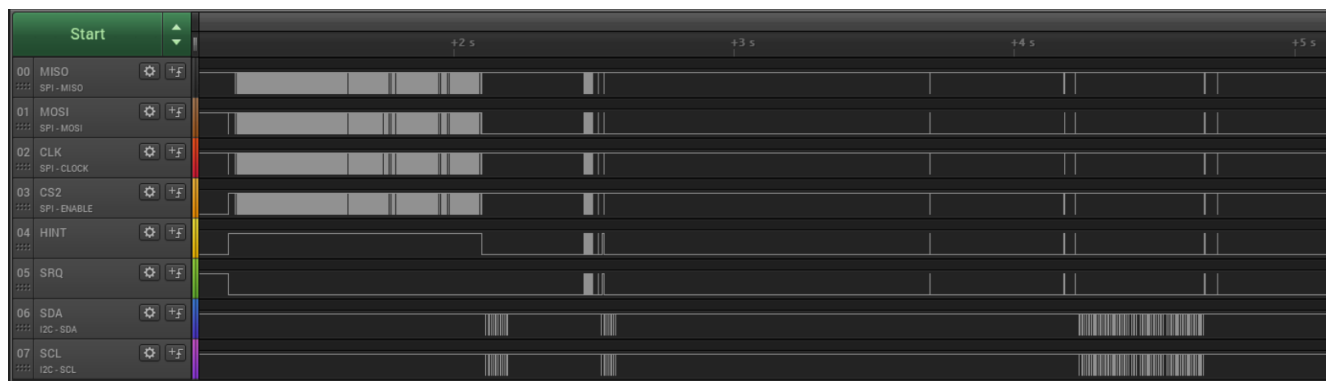 Start
+2 s
+3 s
+4 s
+5 s
00 MISO
SPI - MISO
01 MOSI
SPI - MOSI
02 CLK
SPI - CLOCK
03 CS2
SPI - ENABLE
04 HINT
05 SRQ
06 SDA
I2C - SDA
07 SCL
I2C - SCL